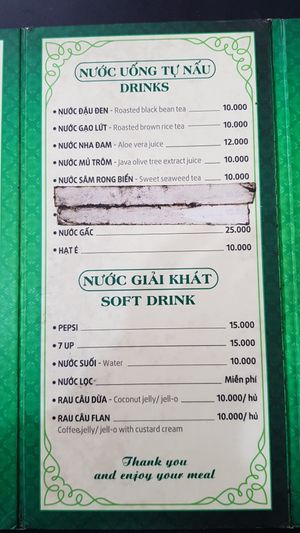 NƯỚC UỐNG TỰ NẤU
DRINKS
• NƯỚC ĐẬU ĐEN - Roasted black bean tea 10.000
• NƯỚC GẠO LỨT - Roasted brown rice tea 10.000
• NƯỚC NHA ĐAM - Aloe vera juice 12.000
• NƯỚC MỦ TRÔM - Java olive tree extract juice 10.000
• NƯỚC SÂM RONG BIỂN - Sweet seaweed tea 10.000
• NƯỚC GẤC 25.000
• HẠT É 10.000
NƯỚC GIẢI KHÁT
SOFT DRINK
• PEPSI 15.000
• 7 UP 15.000
• NƯỚC SUỐI - Water 10.000
• NƯỚC LỌC- Miễn phí
• RAU CÂU DỪA - Coconut jelly/ jell-o 10.000/ hủ
• RAU CÂU FLAN 10.000/ hủ
Coffee jelly/ jell-o with custard cream
Thank you
and enjoy your meal